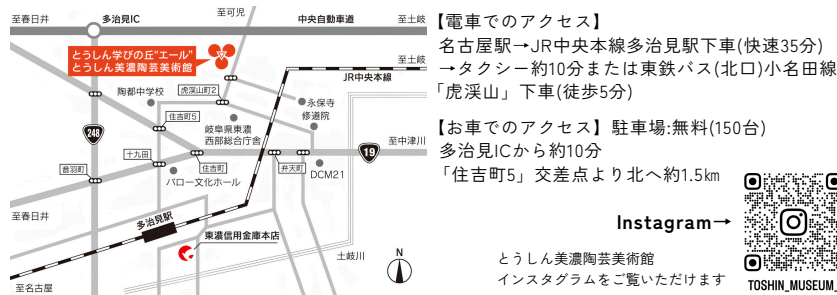 至春日井
多治見IC
至可児
中央自動車道
至土岐
とうしん学びの丘"エール"
とうしん美濃陶芸美術館
至土岐
JR中央本線
陶都中学校
虎渓山町2
永保寺
修道院
住吉町5
岐阜県東濃
西部総合庁舎
248
十九田
19
至中津川
音羽町
住吉町
弁天町
バロー文化ホール
DCM21
至春日井
多治見駅
東濃信用金庫本店
土岐川
N
至名古屋
【電車でのアクセス】
名古屋駅→JR中央本線多治見駅下車(快速35分)
→タクシー約10分または東鉄バス(北口)小名田線
「虎渓山」下車(徒歩5分)
【お車でのアクセス】駐車場:無料(150台)
多治見ICから約10分
「住吉町5」交差点より北へ約1.5㎞
Instagram→
とうしん美濃陶芸美術館
インスタグラムをご覧いただけます
TOSHIN_MUSEUM_